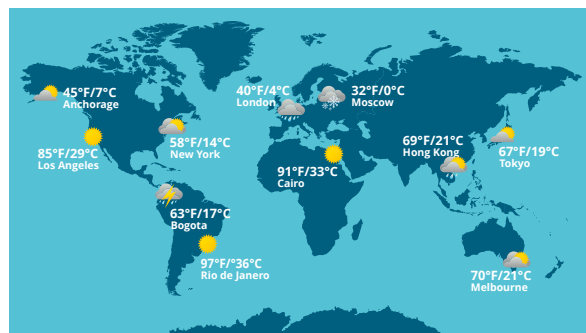 45°F/7°C
Anchorage
40°F/4°C
London
32°F/0°C
Moscow
58°F/14°C
New York
85°F/29°C
Los Angeles
69°F/21°C
Hong Kong
67°F/19°C
Tokyo
91°F/33°C
Cairo
63°F/17°C
Bogota
97°F/°36°C
Rio de Janero
70°F/21°C
Melbourne